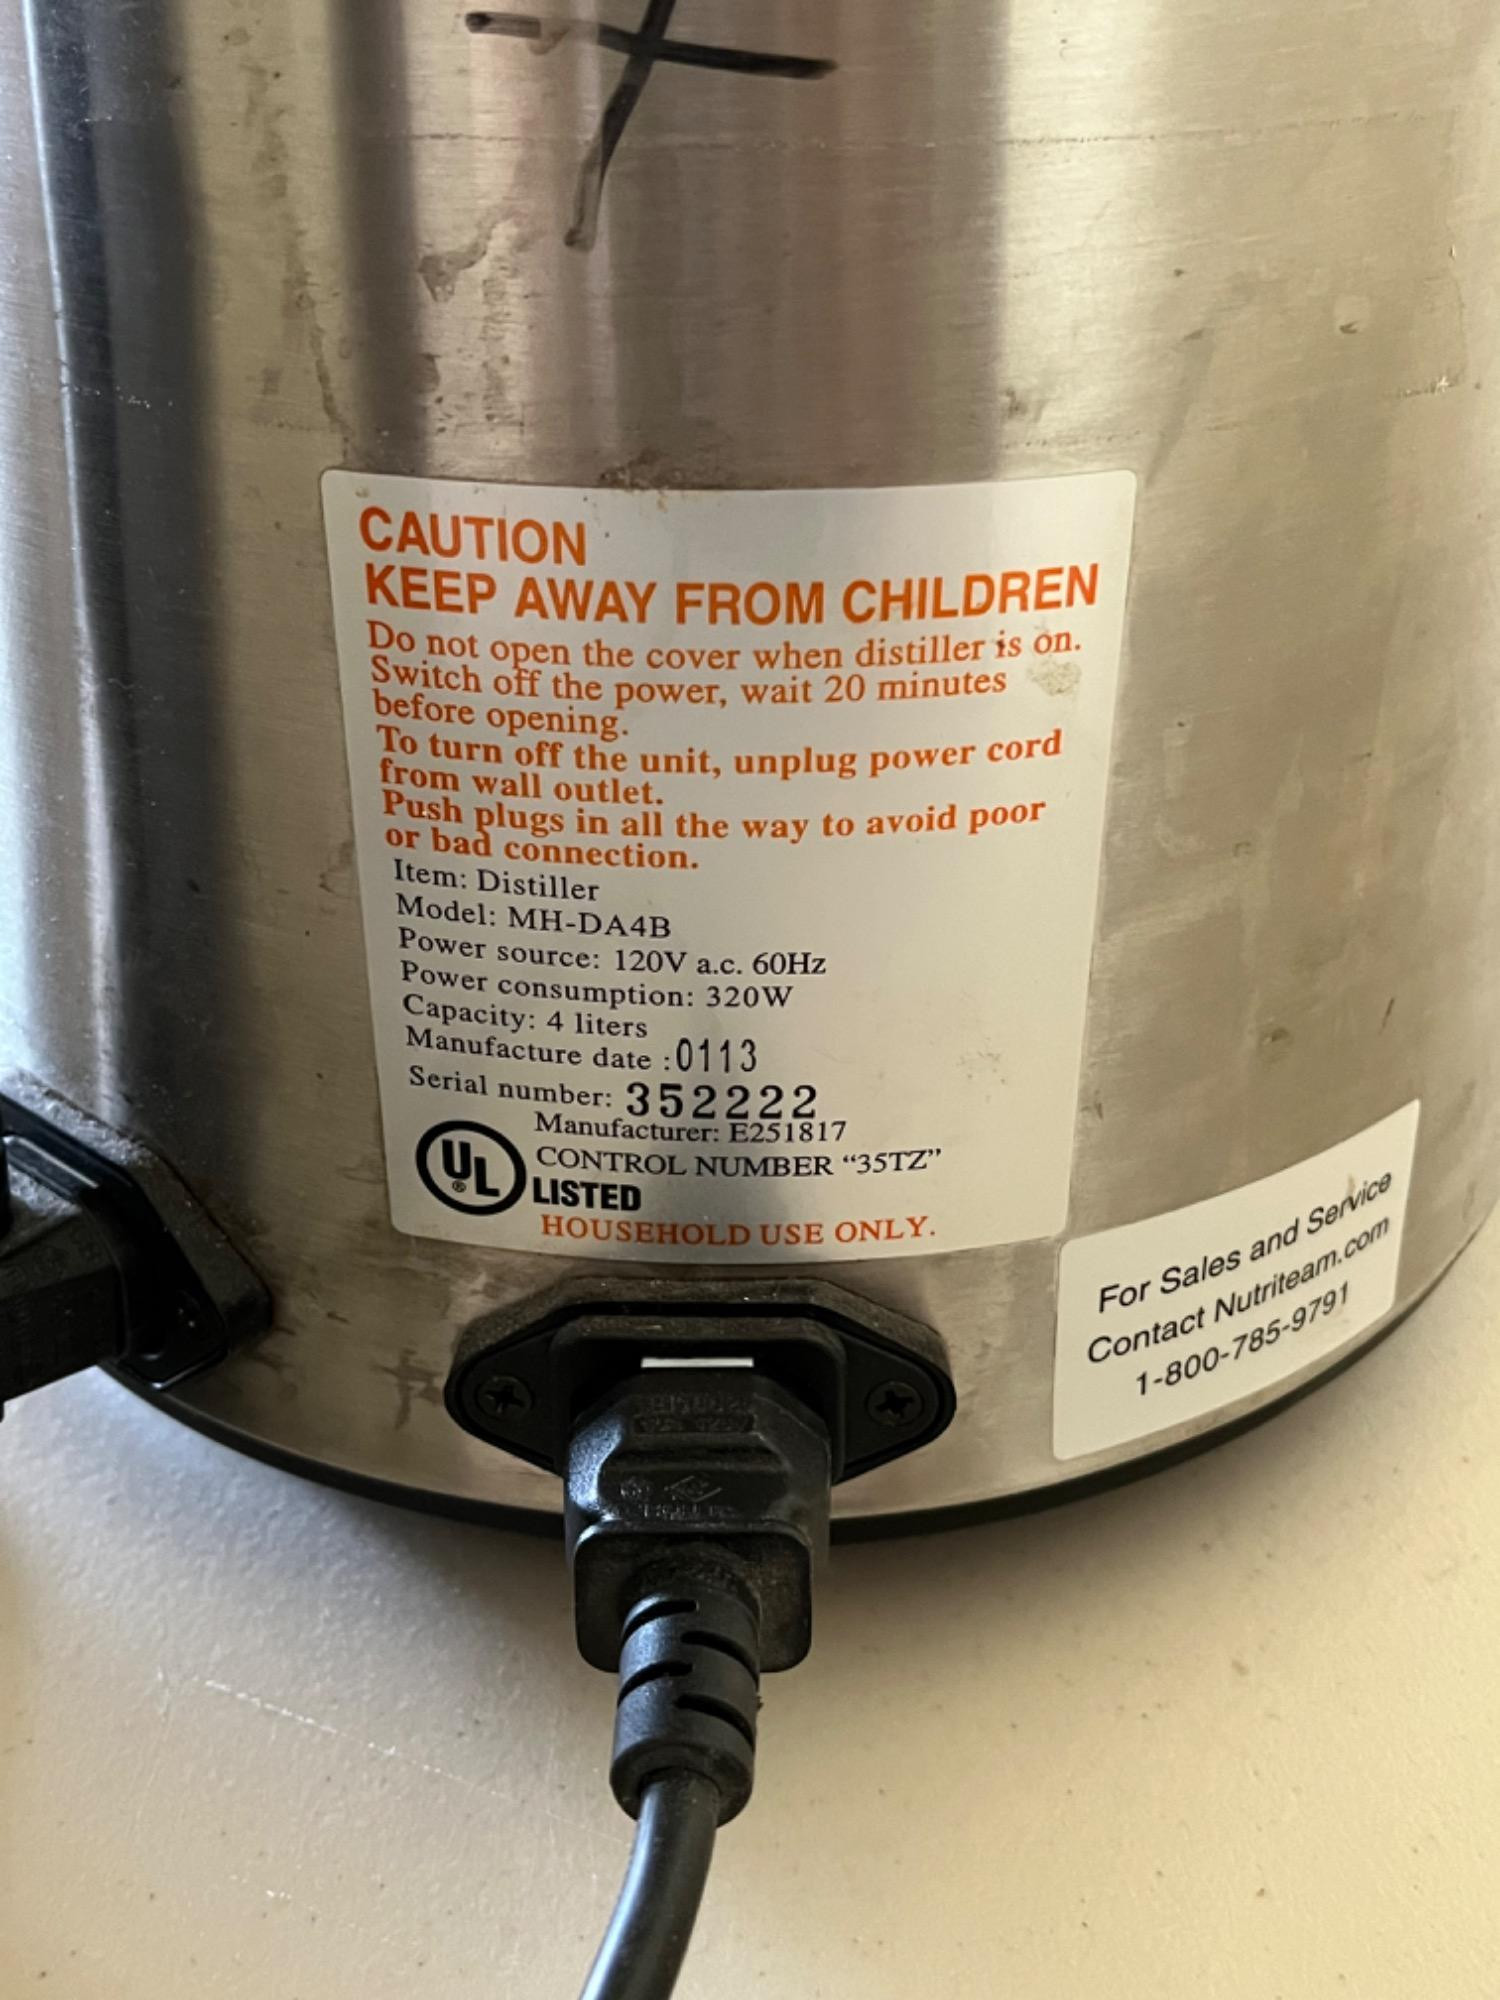 CAUTION
KEEP AWAY FROM CHILDREN
Do not open the cover when distiller is on.
Switch off the power, wait 20 minutes
before opening.
To turn off the unit, unplug power cord
from wall outlet.
Push plugs in all the way to avoid poor
or bad connection.
Item: Distiller
Model: MH-DA4B
Power source: 120V a.c. 60Hz
Power consumption: 320W
Capacity: 4 liters
Manufacture date :0113
Serial number: 352222
Manufacturer: E251817
CONTROL NUMBER “35TZ”
UL® LISTED
HOUSEHOLD USE ONLY.
For Sales and Service
Contact Nutriteam.com
1-800-785-9791